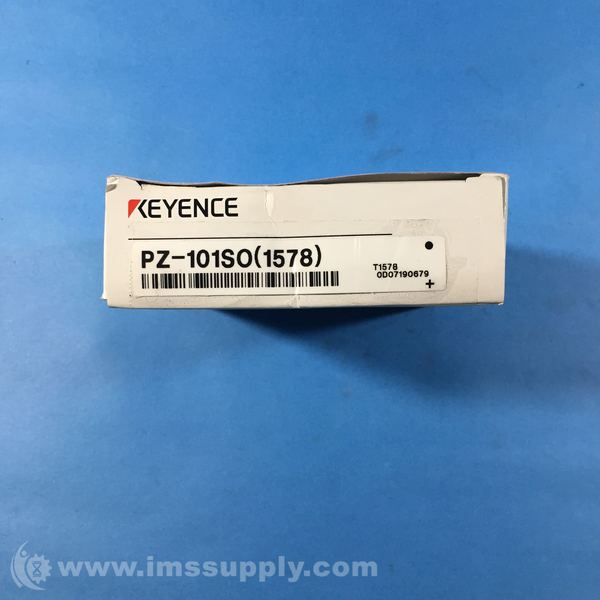 KEYENCE
PZ-101SO(1578)
T1578
0D07190679
+
www.imssupply.com